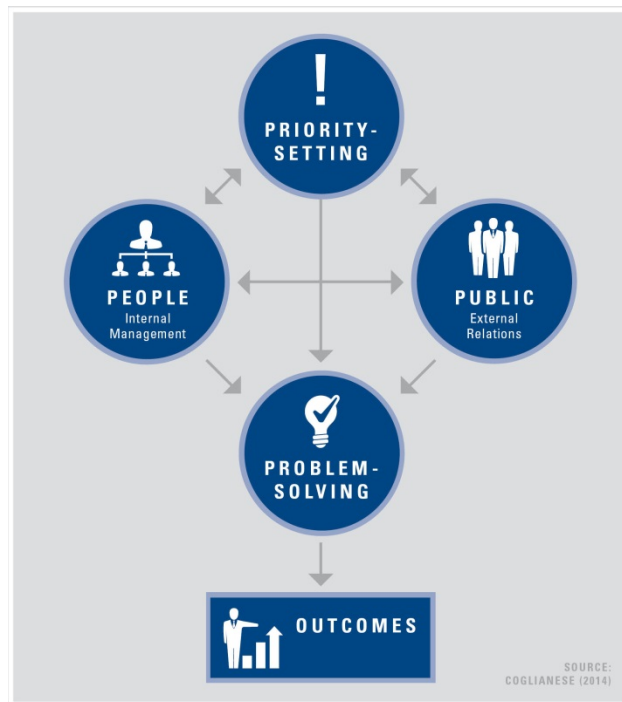 PRIORITY-
SETTING
PEOPLE
Internal
Management
PUBLIC
External
Relations
PROBLEM-
SOLVING
OUTCOMES
SOURCE:
COGLIANESE (2014)